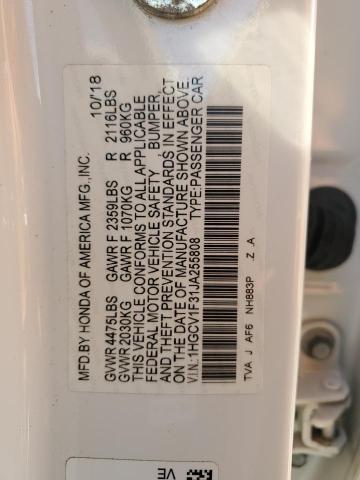 MFD.BY HONDA OF AMERICA MFG.,INC. 10/18
GVWR 4475LBS GAWR F 2359LBS R 2116LBS
GVWR 2030KG GAWR F 1070KG R 960KG
THIS VEHICLE CONFORMS TO ALL APPLICABLE
FEDERAL MOTOR VEHICLE SAFETY BUMPER,
AND THEFT PREVENTION STANDARDS IN EFFECT
ON THE DATE OF MANUFACTURE SHOWN ABOVE.
V.I.N.:1HGCV1F31JA255808 TYPE:PASSENGER CAR
TVA J AF6 NH883P .Z .A
VE